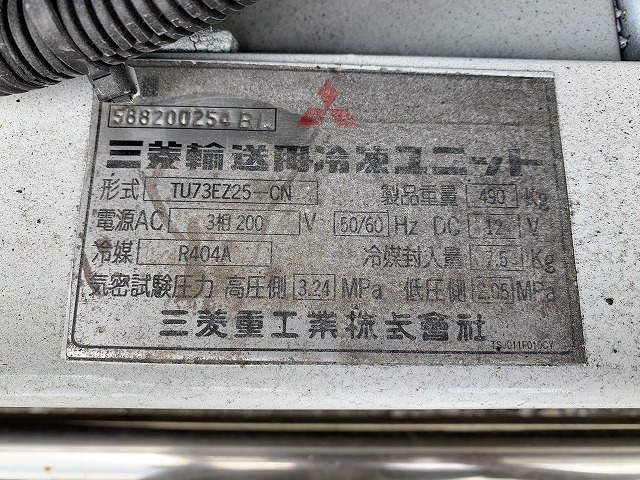 588200254BL
三菱輸送用冷凍ユニット
形式 TU73EZ25-CN 製品重量 490 Kg
電源AC 3相 200 V 50/60 Hz DC 12 V
冷媒 R404A 冷媒封入量 7.5 Kg
気密試験圧力 高圧側 3.24 MPa 低圧側 2.05 MPa
三菱重工業株式會社
TSJ011F010CY